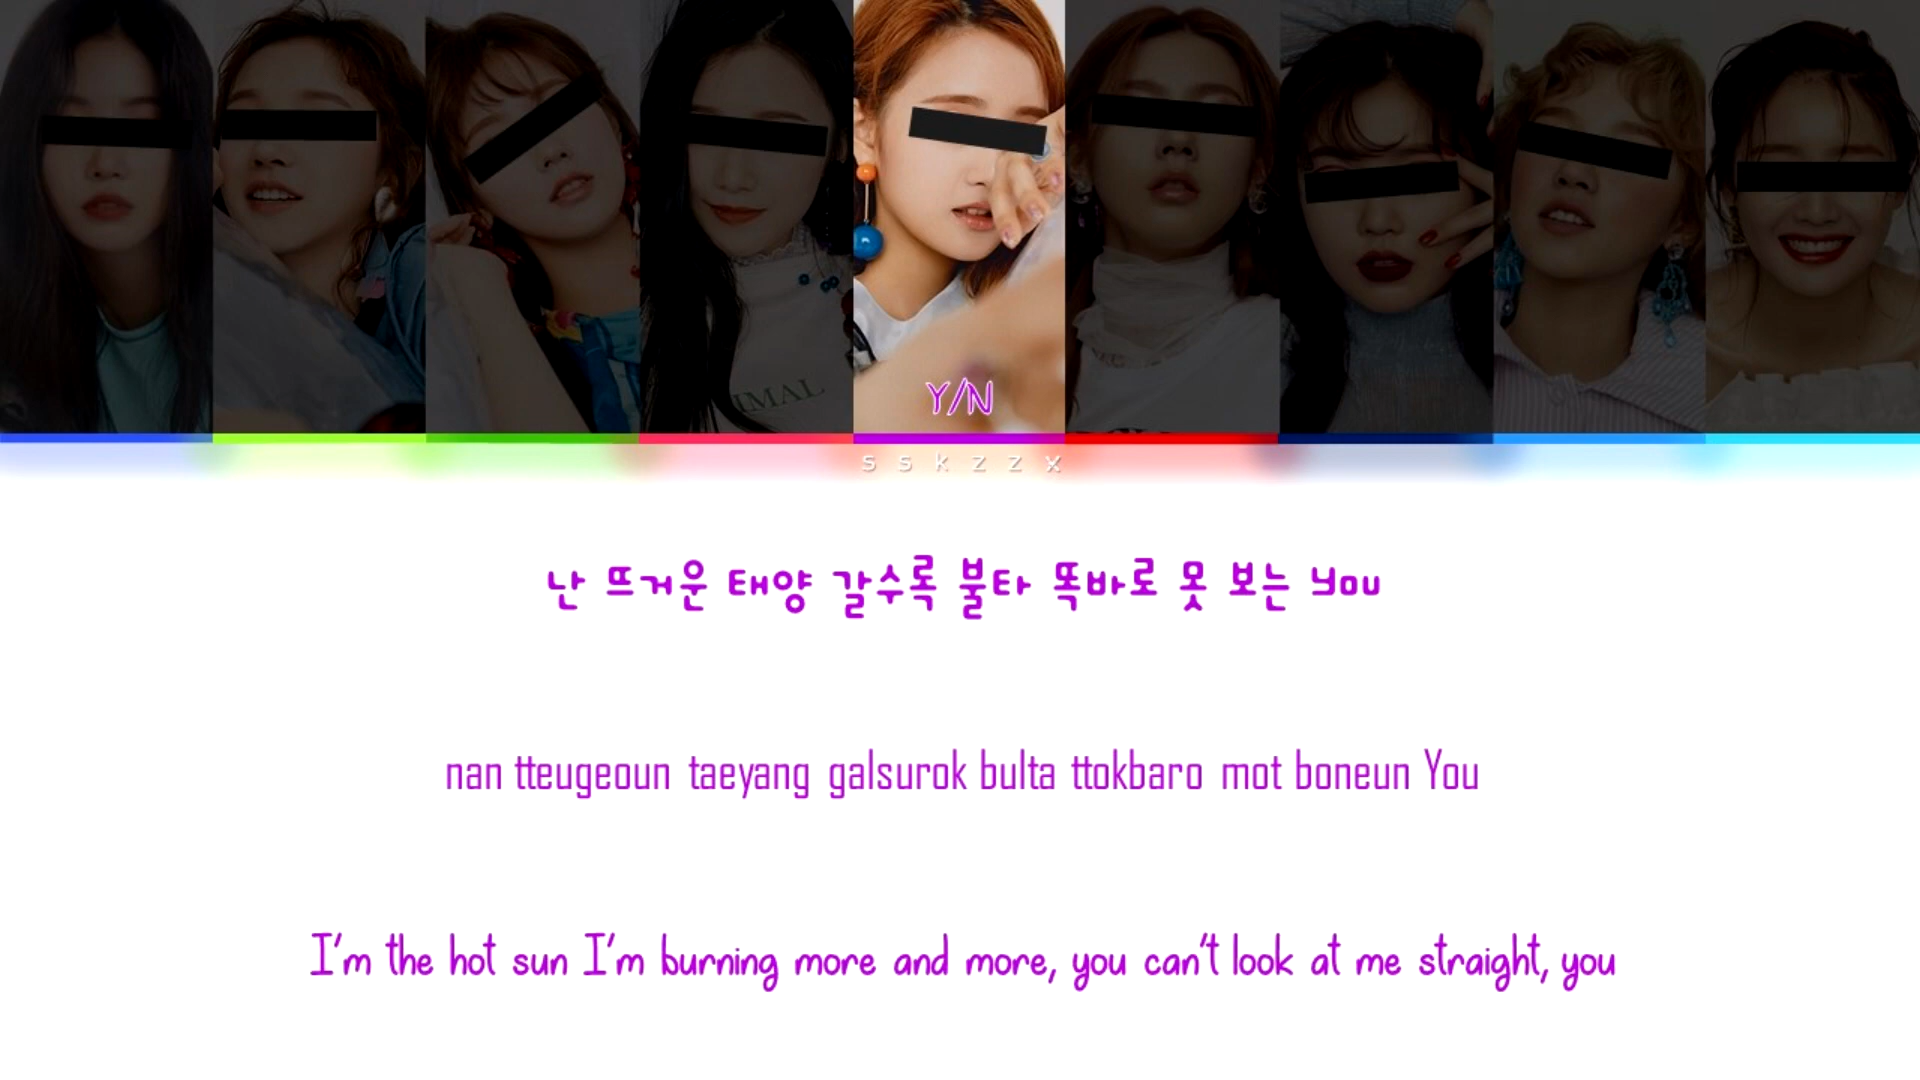 IMAL
Y/N
s s k z z x
난 뜨거운 태양 갈수록 불타 똑바로 못 보는 you
nan tteugeoun taeyang galsurok bulta ttokbaro mot boneun You
I'm the hot sun I'm burning more and more, you can't look at me straight, you